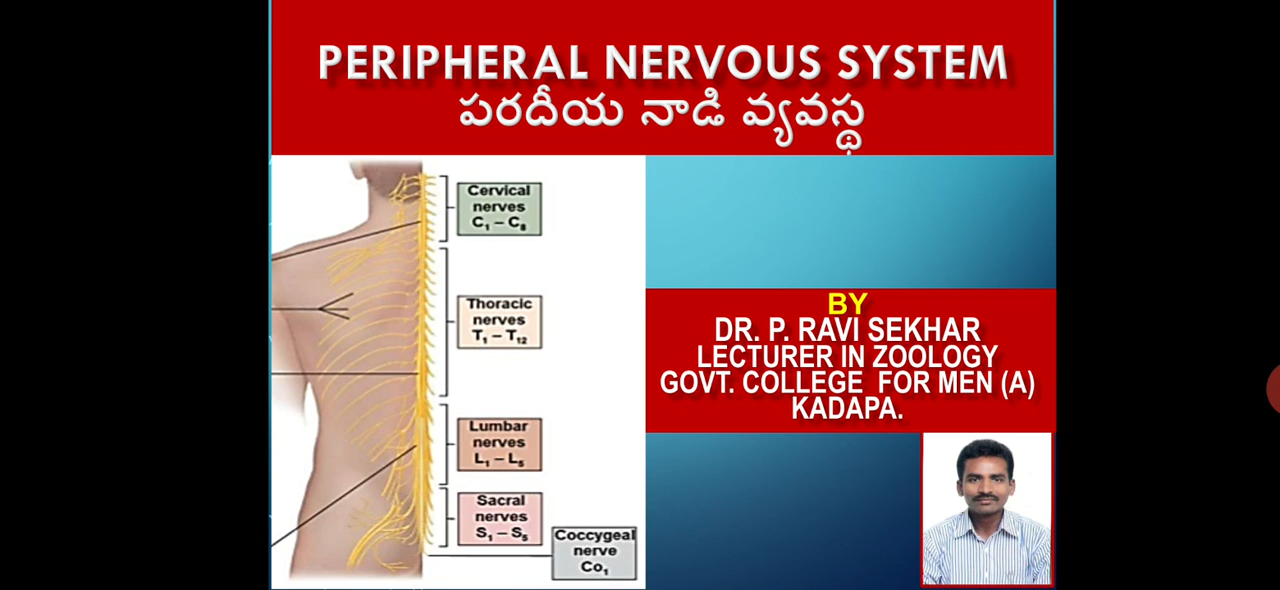 PERIPHERAL NERVOUS SYSTEM
పరదీయ నాడి వ్యవస్థ
Cervical
nerves
C₁ – C₈
Thoracic
nerves
T₁ – T₁₂
Lumbar
nerves
L₁ – L₅
Sacral
nerves
S₁ – S₅
Coccygeal
nerve
Co₁
BY
DR. P. RAVI SEKHAR
LECTURER IN ZOOLOGY
GOVT. COLLEGE FOR MEN (A)
KADAPA.